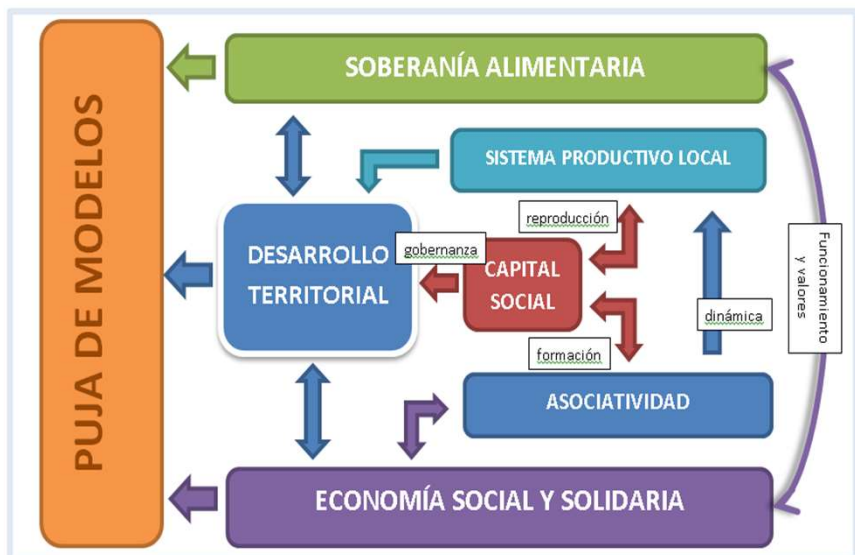 PUJA DE MODELOS
SOBERANÍA ALIMENTARIA
SISTEMA PRODUCTIVO LOCAL
reproducción
DESARROLLO
TERRITORIAL
gobernanza
CAPITAL
SOCIAL
Funcionamiento
y valores
dinámica
formación
ASOCIATIVIDAD
ECONOMÍA SOCIAL Y SOLIDARIA